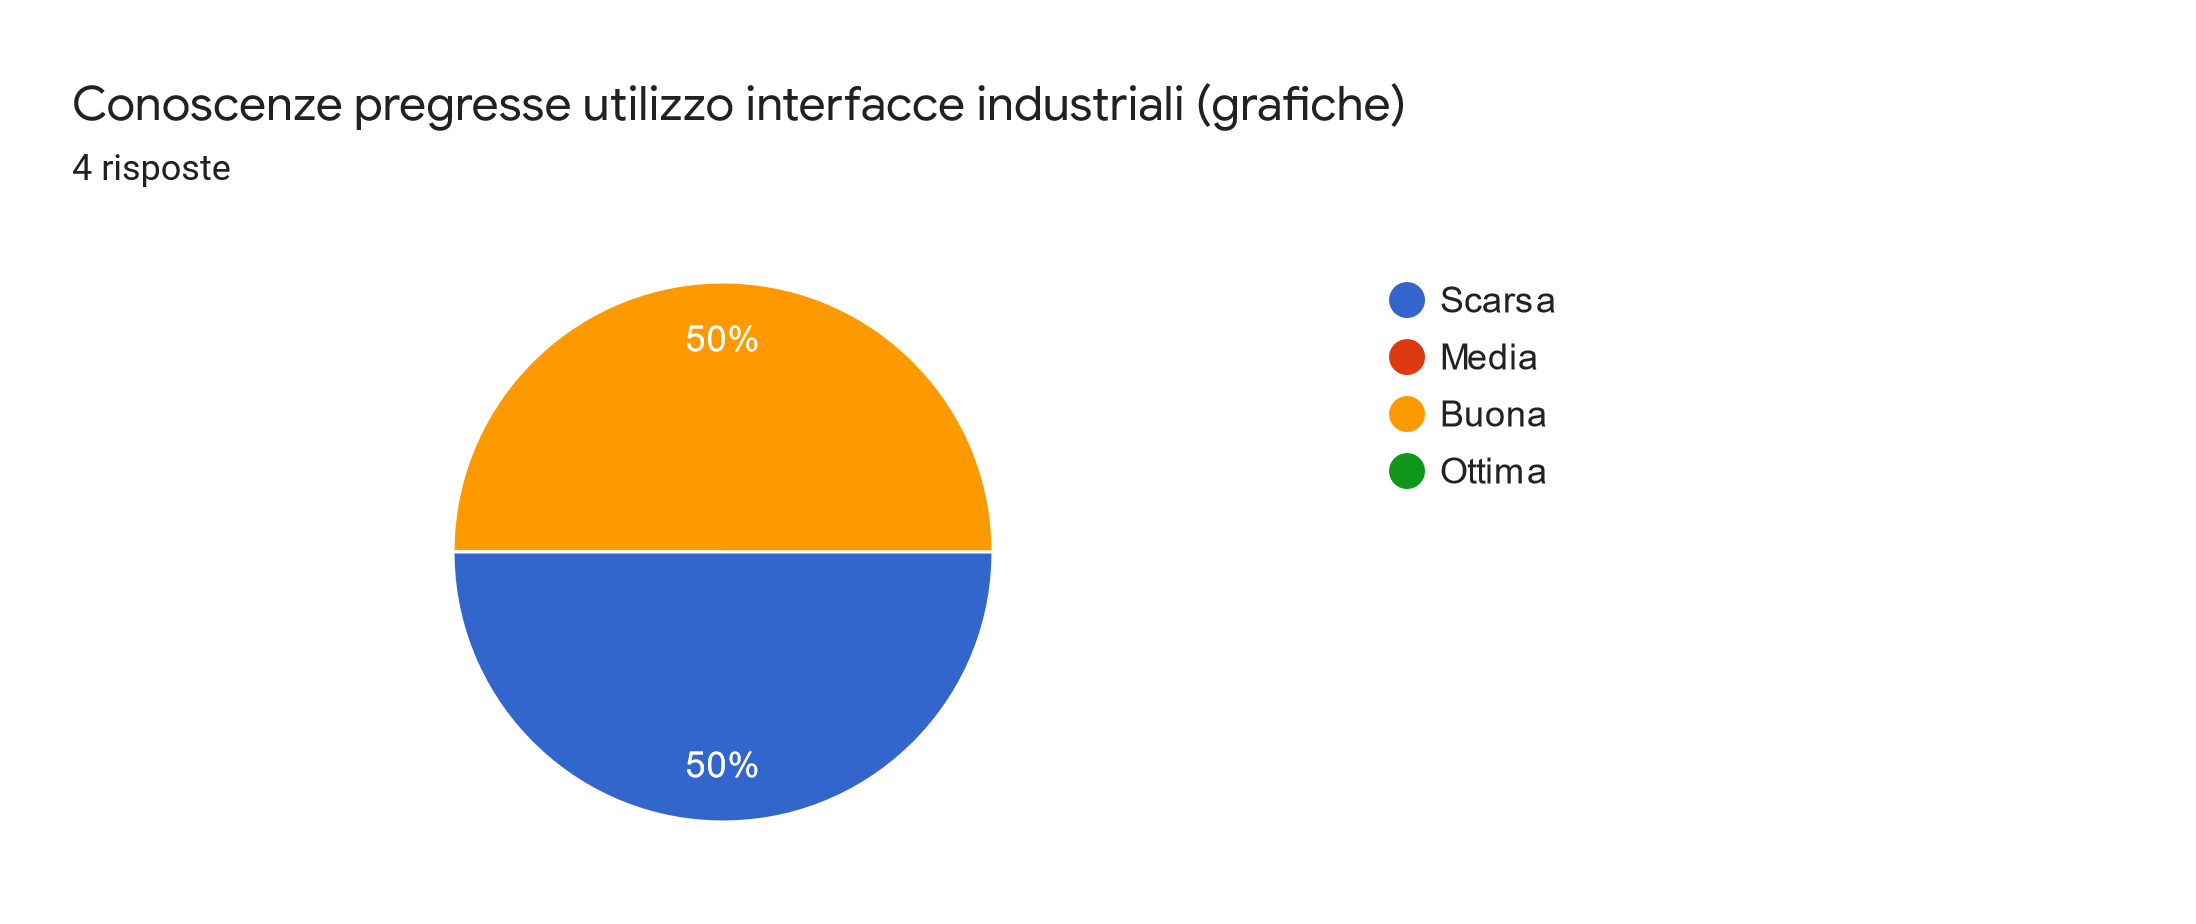 Conoscenze pregresse utilizzo interfacce industriali (grafiche)
4 risposte
50%
50%
Scarsa
Media
Buona
Ottima